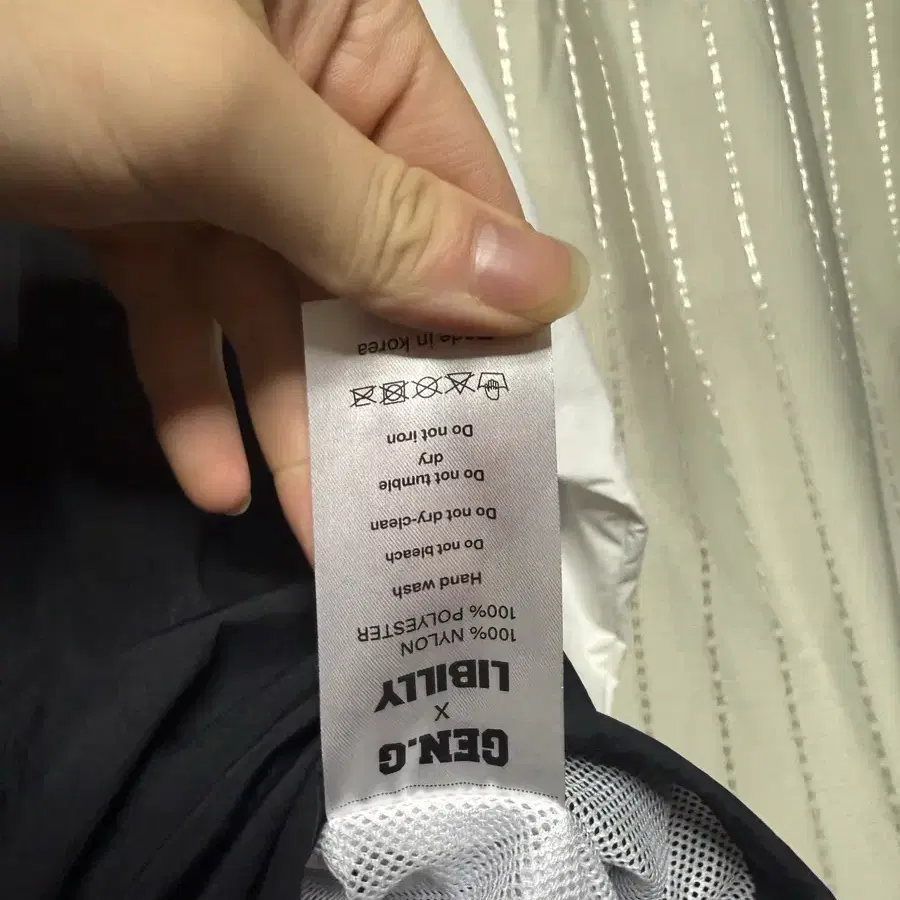 GEN.G
X
LIBILLY
100% NYLON
100% POLYESTER
Hand wash
Do not bleach
Do not dry-clean
Do not tumble
dry
Do not iron
Made in korea